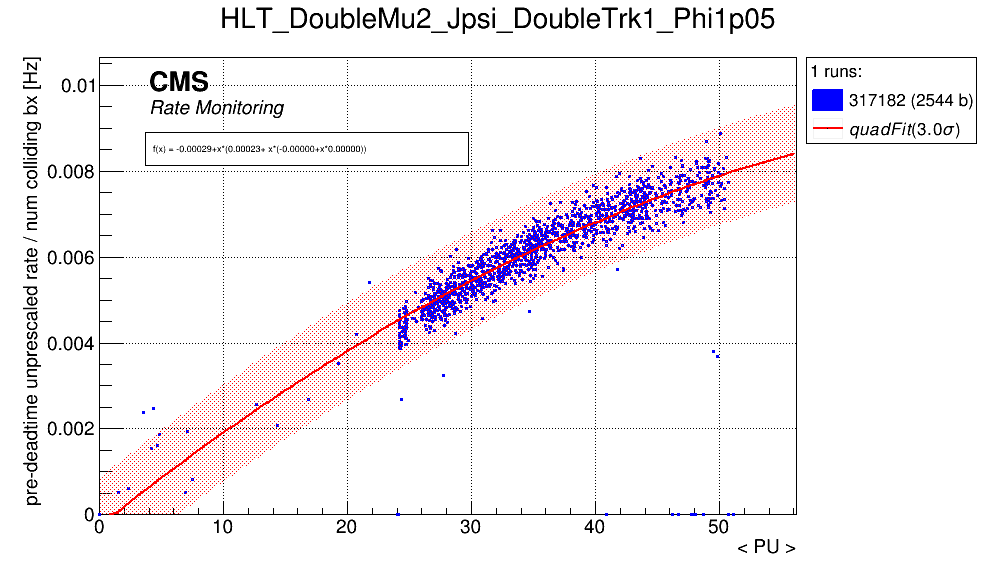 HLT_DoubleMu2_Jpsi_DoubleTrk1_Phi1p05
pre-deadtime unprescaled rate / num colliding bx [Hz]
CMS
Rate Monitoring
f(x) = -0.00029+x*(0.00023+ x*(-0.00000+x*0.00000))
1 runs:
317182 (2544 b)
quadFit(3.0σ)
0.01
0.008
0.006
0.004
0.002
0
0 10 20 30 40 50
< PU >